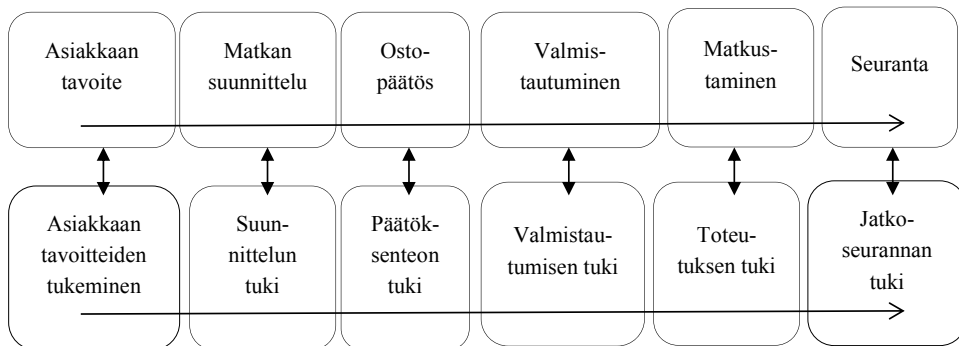 Asiakkaan
tavoite
Matkan
suunnittelu
Osto-
päätös
Valmis-
tautuminen
Matkus-
taminen
Seuranta
Asiakkaan
tavoitteiden
tukeminen
Suun-
nittelun
tuki
Päätök-
senteon
tuki
Valmistau-
tumisen tuki
Toteu-
tuksen tuki
Jatko-
seurannan
tuki